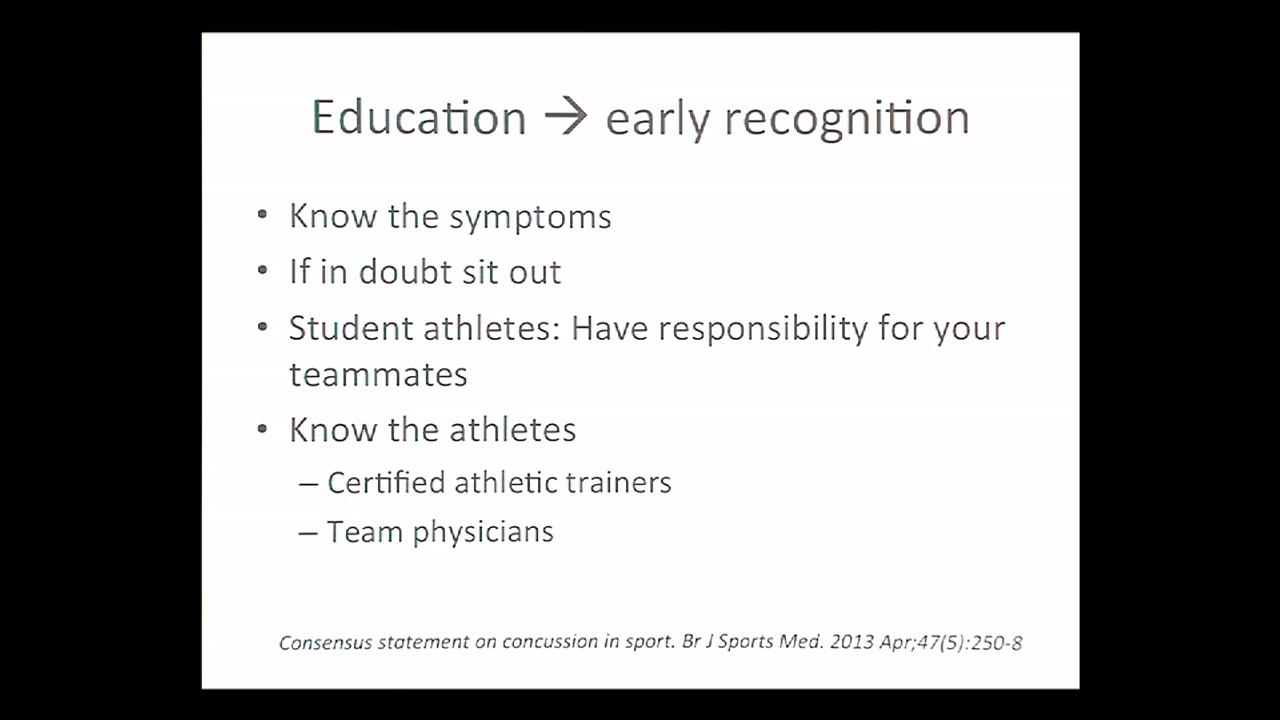 Education → early recognition
• Know the symptoms
• If in doubt sit out
• Student athletes: Have responsibility for your
teammates
• Know the athletes
– Certified athletic trainers
– Team physicians
Consensus statement on concussion in sport. Br J Sports Med. 2013 Apr;47(5):250-8